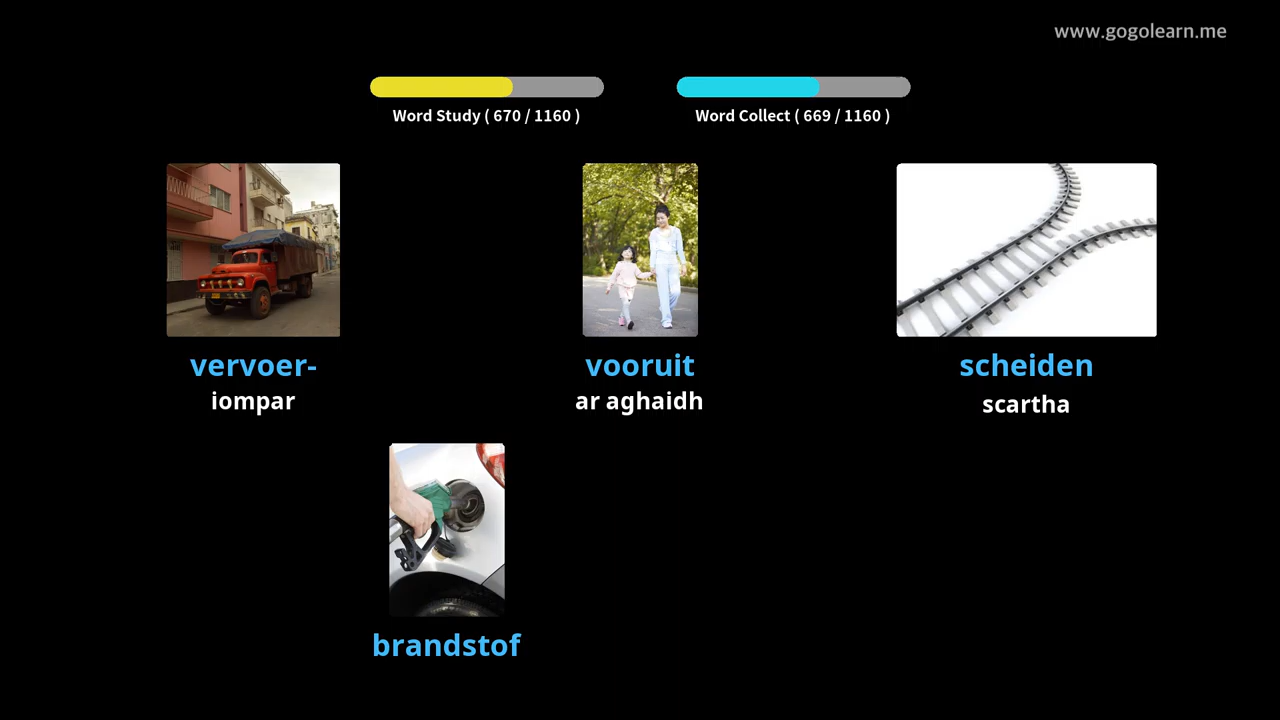 www.gogolearn.me
Word Study ( 670 / 1160 )
Word Collect ( 669 / 1160 )
vervoer-
iompar
vooruit
ar aghaidh
scheiden
scartha
brandstof